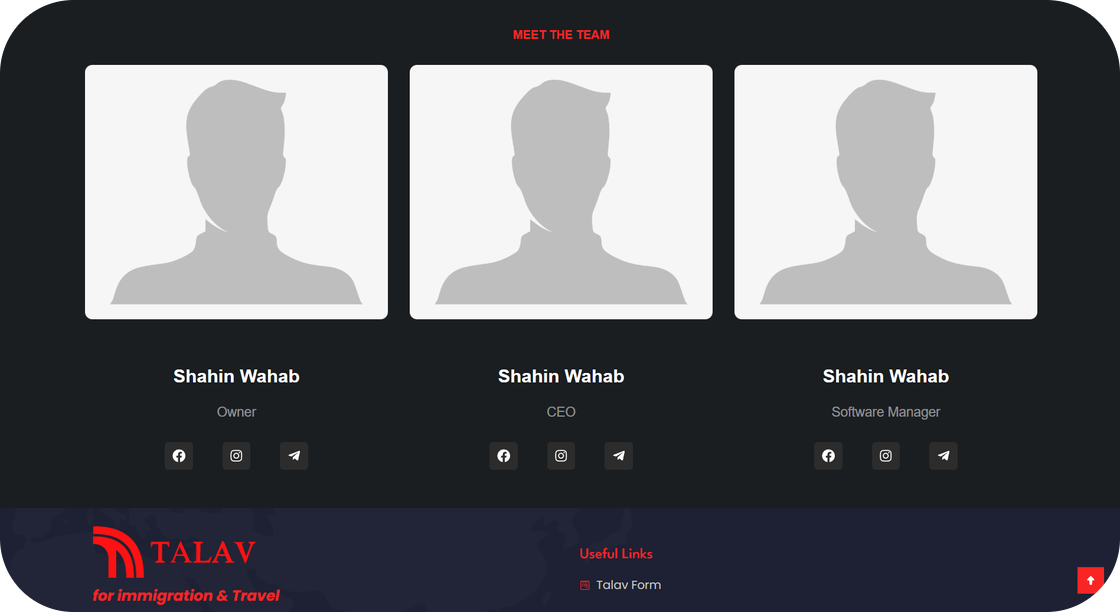 MEET THE TEAM
Shahin Wahab
Owner
Shahin Wahab
CEO
Shahin Wahab
Software Manager
TALAV
for immigration & Travel
Useful Links
Talav Form